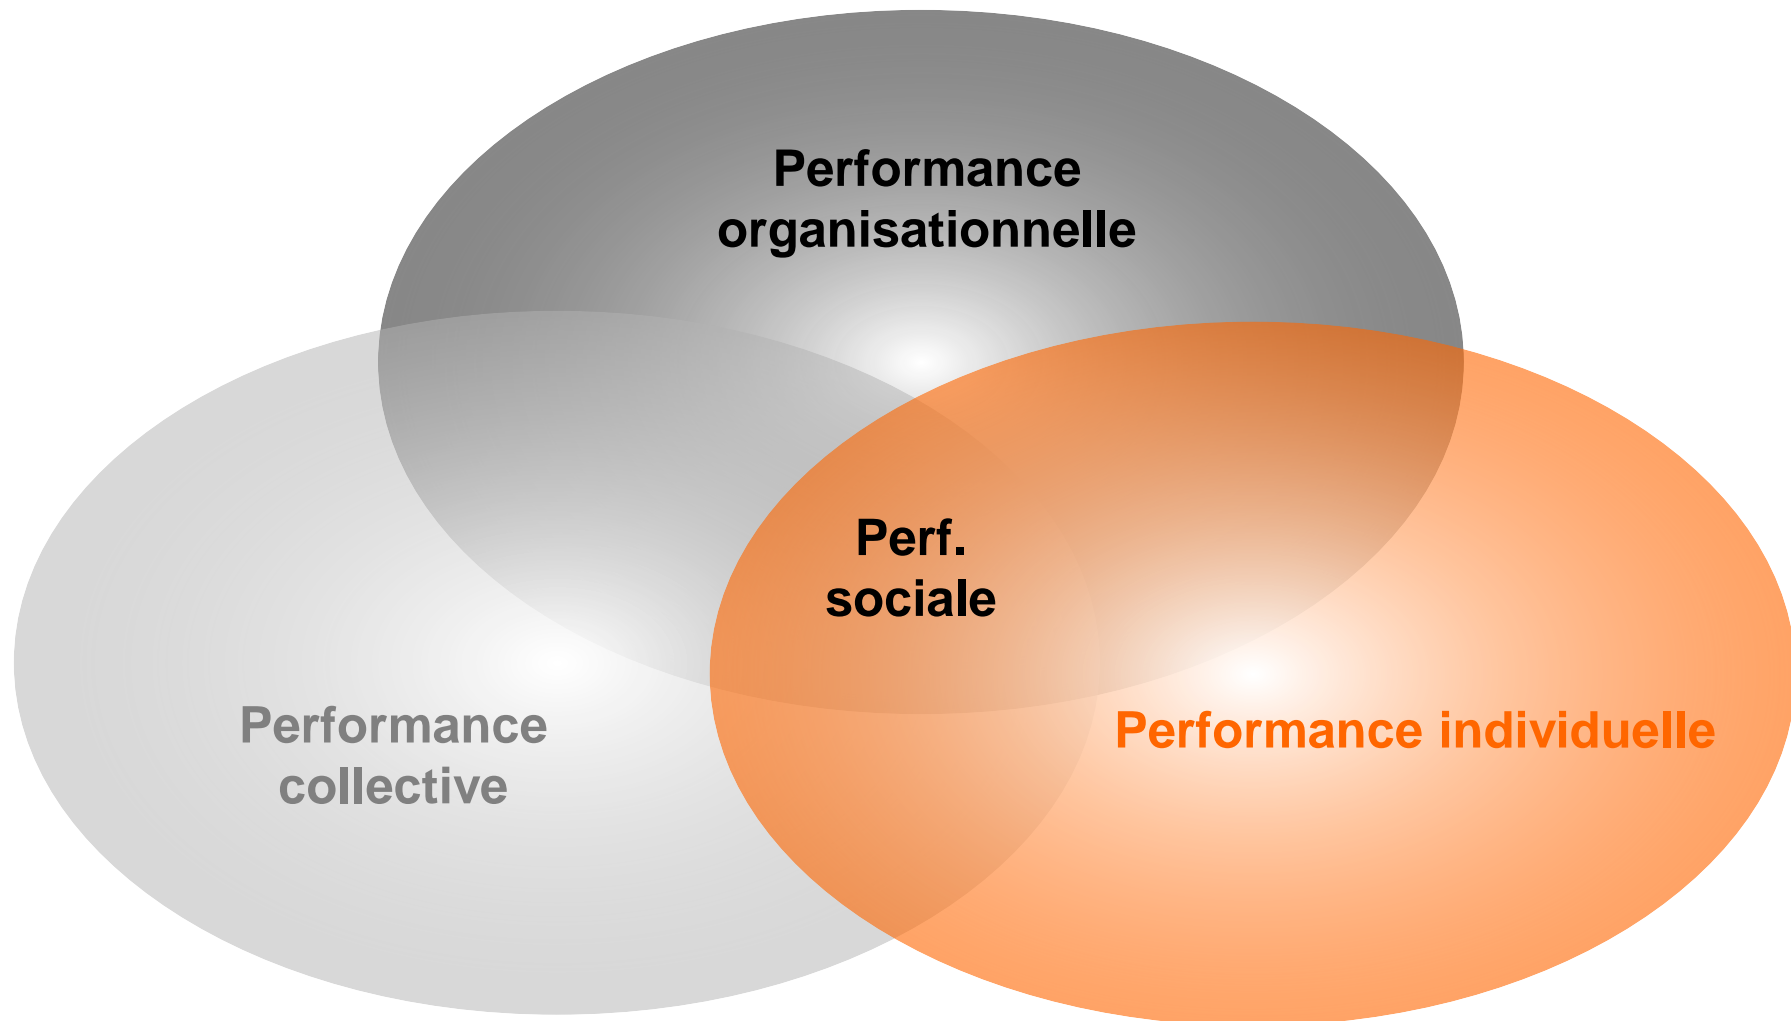 Performance
organisationnelle
Perf.
sociale
Performance
collective
Performance individuelle